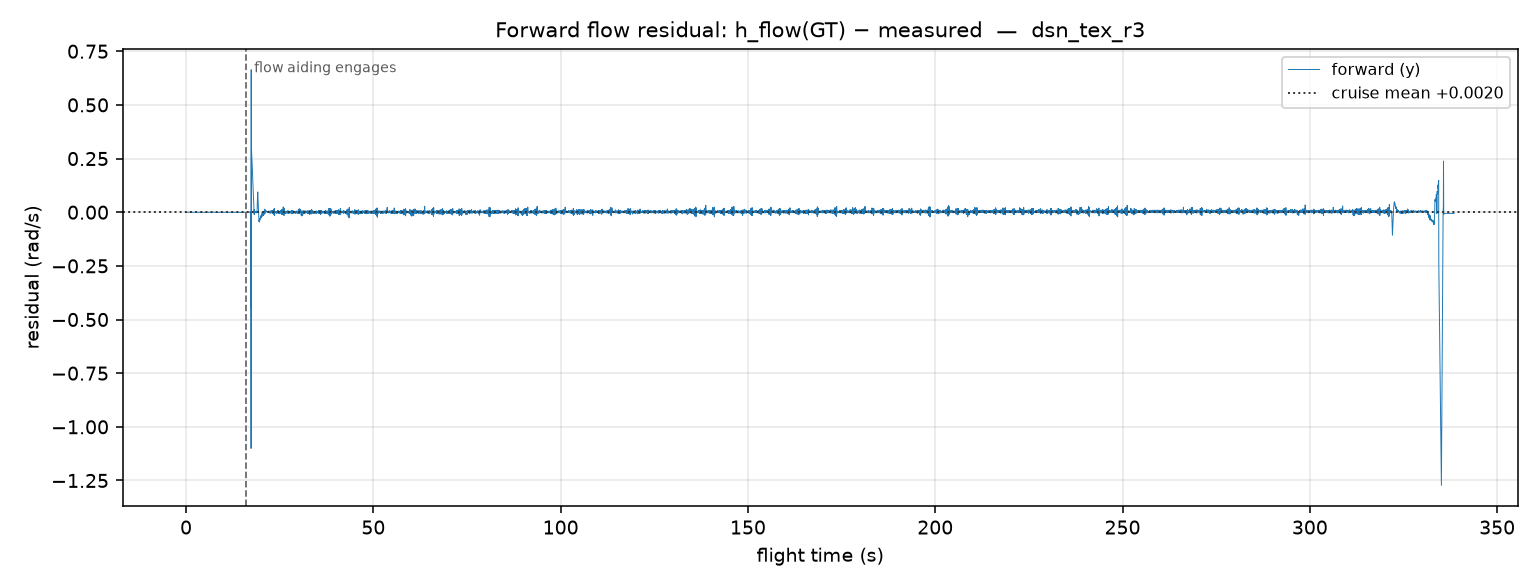 Forward flow residual: h_flow(GT) − measured — dsn_tex_r3
flow aiding engages
forward (y)
cruise mean +0.0020
residual (rad/s)
0.75
0.50
0.25
0.00
−0.25
−0.50
−0.75
−1.00
−1.25
0 50 100 150 200 250 300 350
flight time (s)